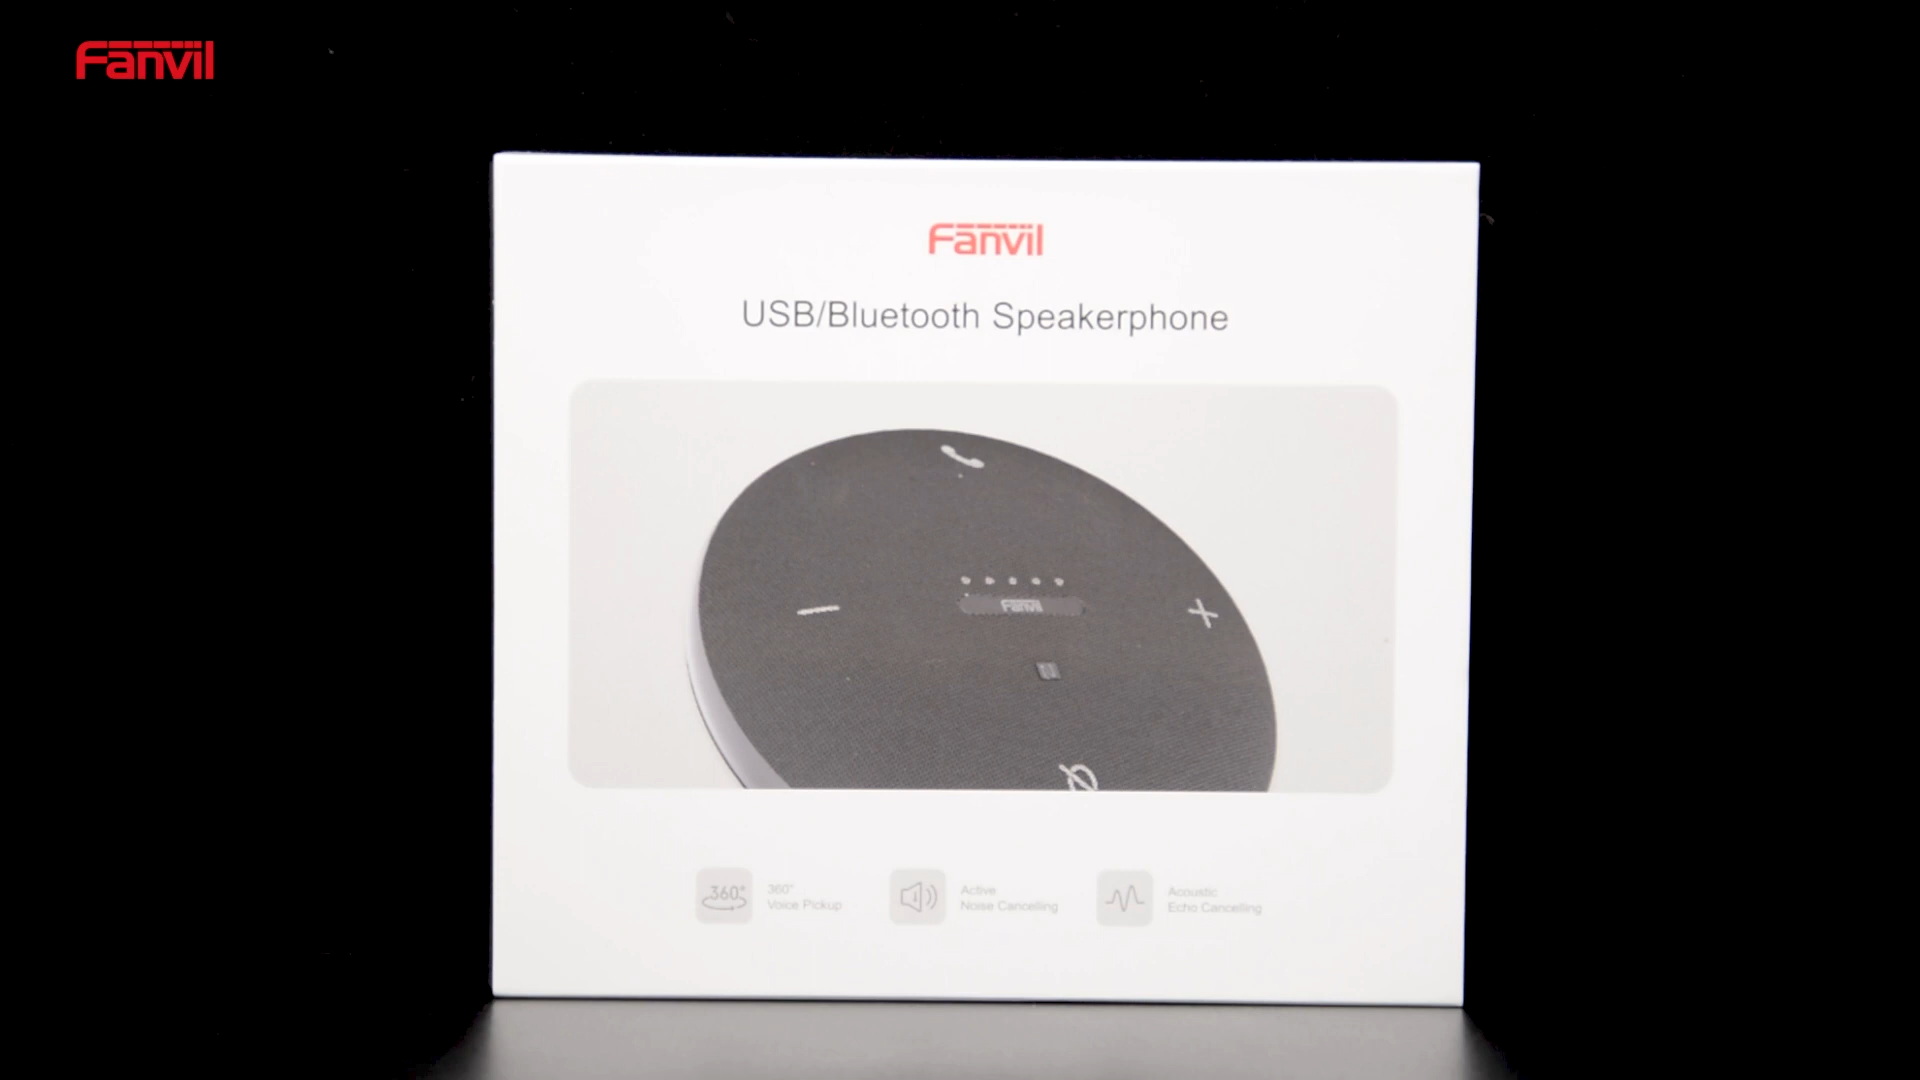 Fanvil
Fanvil
USB/Bluetooth Speakerphone
Fanvil
360°
360°
Voice Pickup
Active
Noise Cancelling
Acoustic
Echo Cancelling